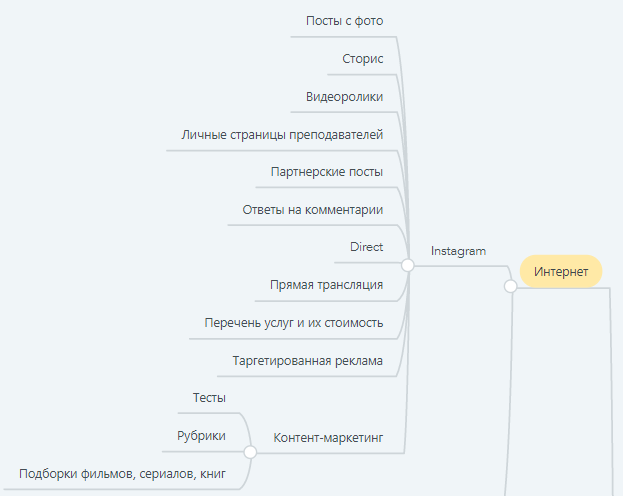 Посты с фото
Сторис
Видеоролики
Личные страницы преподавателей
Партнерские посты
Ответы на комментарии
Direct
Instagram
Интернет
Прямая трансляция
Перечень услуг и их стоимость
Таргетированная реклама
Тесты
Рубрики
Контент-маркетинг
Подборки фильмов, сериалов, книг